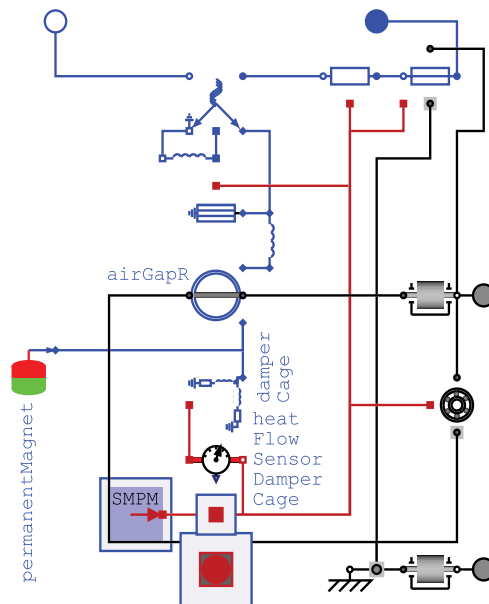 airGapR
damper
Cage
heat
Flow
Sensor
Damper
Cage
permanentMagnet
SMPM